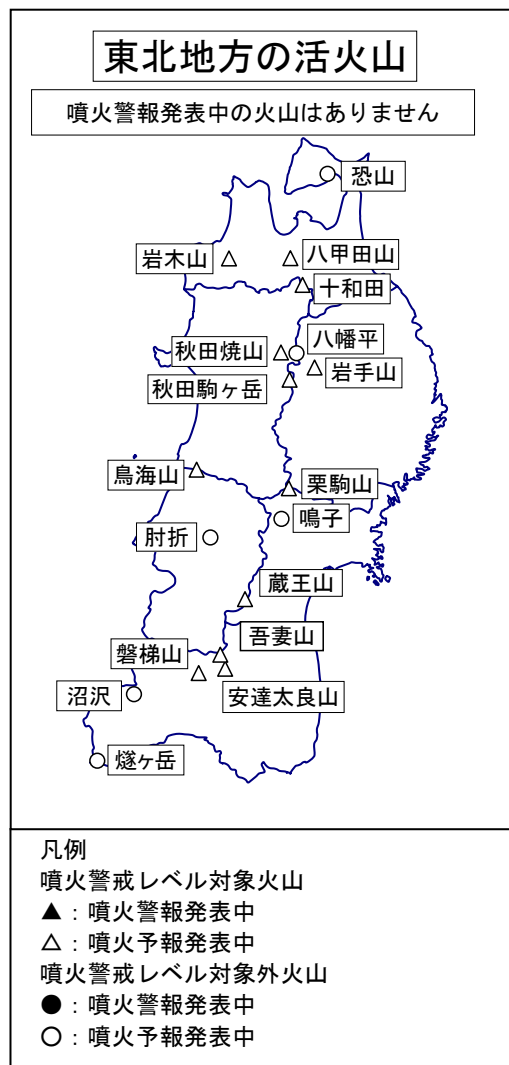 東北地方の活火山
噴火警報発表中の火山はありません
恐山
岩木山
八甲田山
十和田
八幡平
秋田焼山
岩手山
秋田駒ヶ岳
鳥海山
栗駒山
鳴子
肘折
蔵王山
吾妻山
磐梯山
沼沢
安達太良山
燧ヶ岳
凡例
噴火警戒レベル対象火山
▲：噴火警報発表中
△：噴火予報発表中
噴火警戒レベル対象外火山
●：噴火警報発表中
○：噴火予報発表中